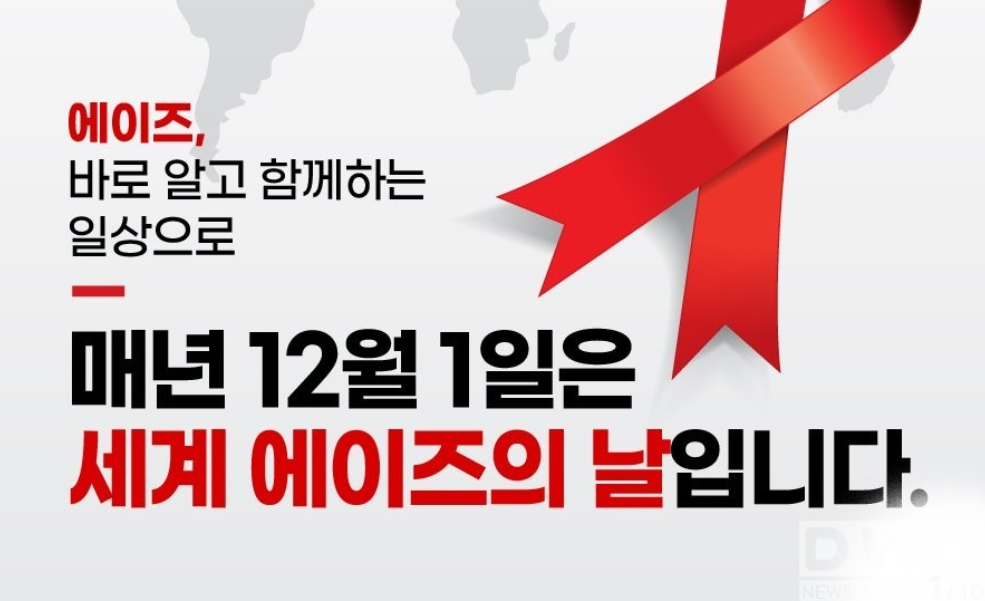 에이즈,
바로 알고 함께하는
일상으로
매년 12월 1일은
세계 에이즈의 날입니다.
NEWS